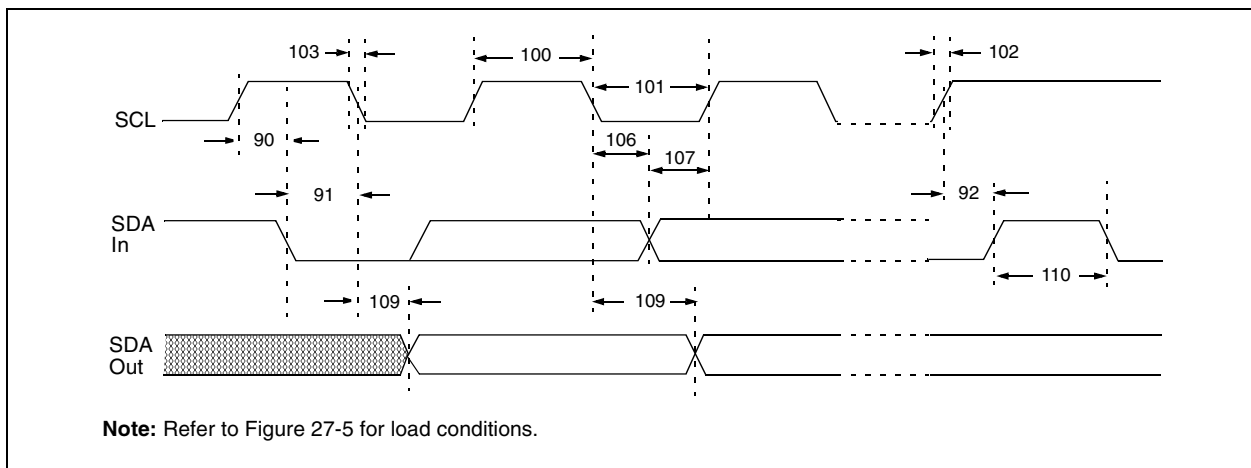 103
100
102
101
SCL
90
106
107
91
92
SDA
In
109
109
110
SDA
Out
Note: Refer to Figure 27-5 for load conditions.